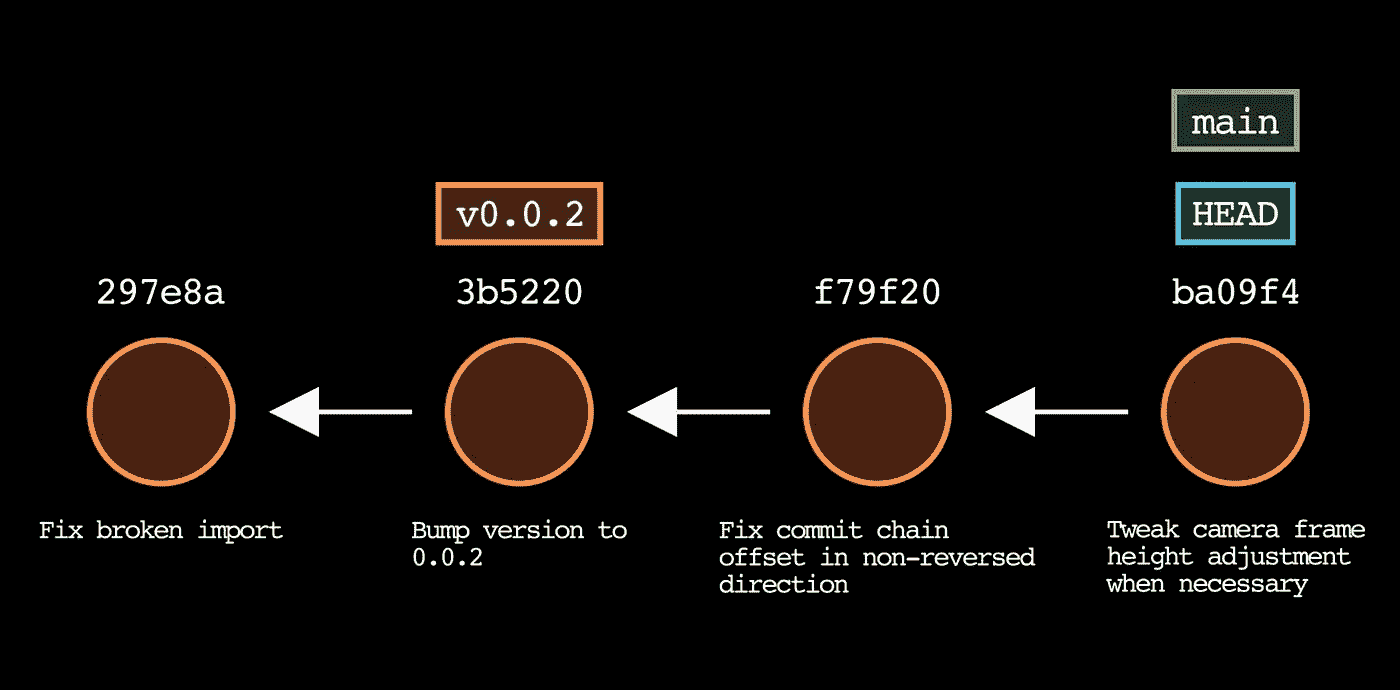 main
v0.0.2
HEAD
297e8a
3b5220
f79f20
ba09f4
Fix broken import
Bump version to
0.0.2
Fix commit chain
offset in non-reversed
direction
Tweak camera frame
height adjustment
when necessary